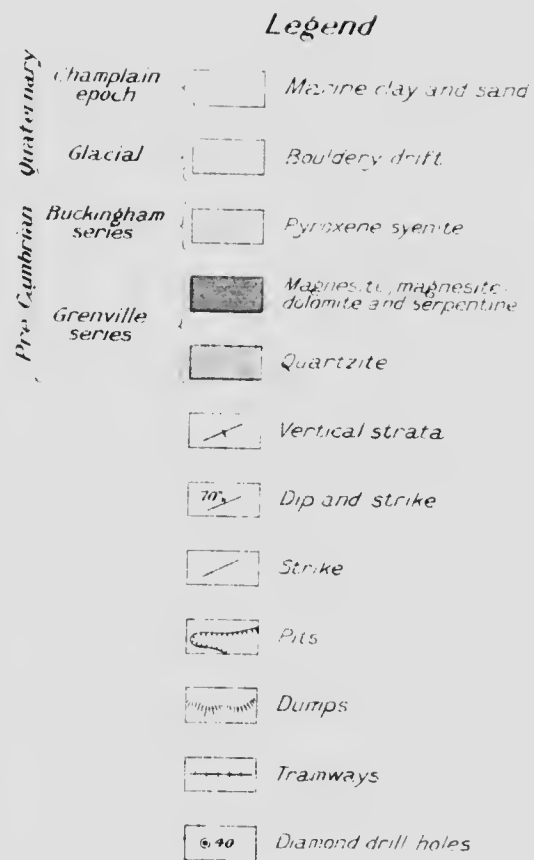 Legend
Quaternary
Champlain
epoch
Marine clay and sand
Glacial
Bouldery drift
Pre Cambrian
Buckingham
series
Pyroxene syenite
Grenville
series
Magnesite, magnesite-
dolomite and serpentine
Quartzite
Vertical strata
70°
Dip and strike
Strike
Pits
Dumps
Tramways
40
Diamond drill holes